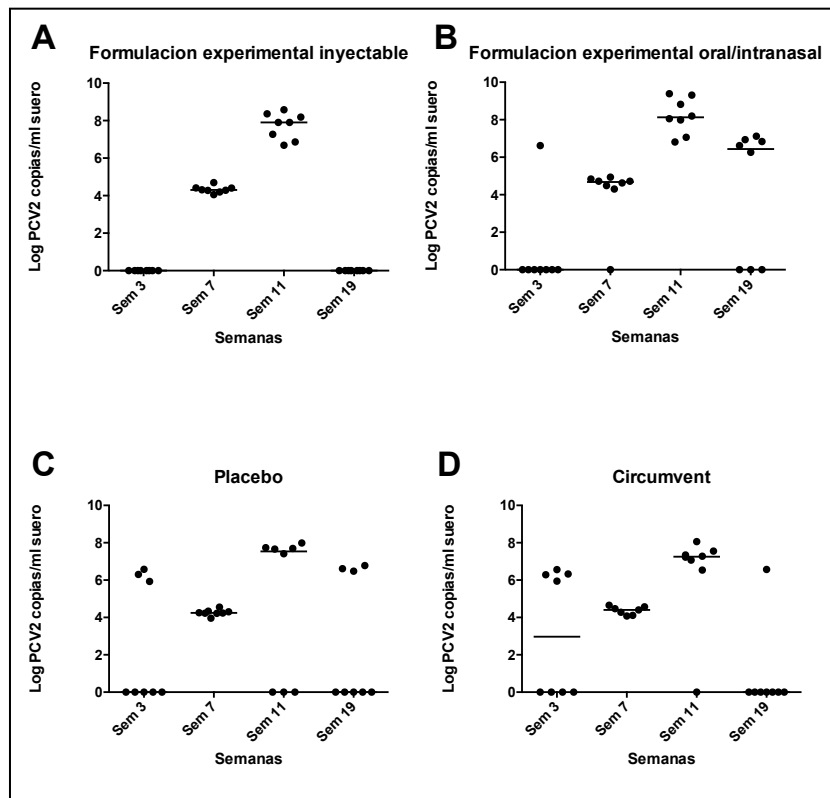 A
Formulacion experimental inyectable
Log PCV2 copias/ml suero
10
8
6
4
2
0
Sem 3
Sem 7
Sem 11
Sem 19
Semanas
B
Formulacion experimental oral/intranasal
Log PCV2 copias/ml suero
10
8
6
4
2
0
Sem 3
Sem 7
Sem 11
Sem 19
Semanas
C
Placebo
Log PCV2 copias/ml suero
10
8
6
4
2
0
Sem 3
Sem 7
Sem 11
Sem 19
Semanas
D
Circumvent
Log PCV2 copias/ml suero
10
8
6
4
2
0
Sem 3
Sem 7
Sem 11
Sem 19
Semanas